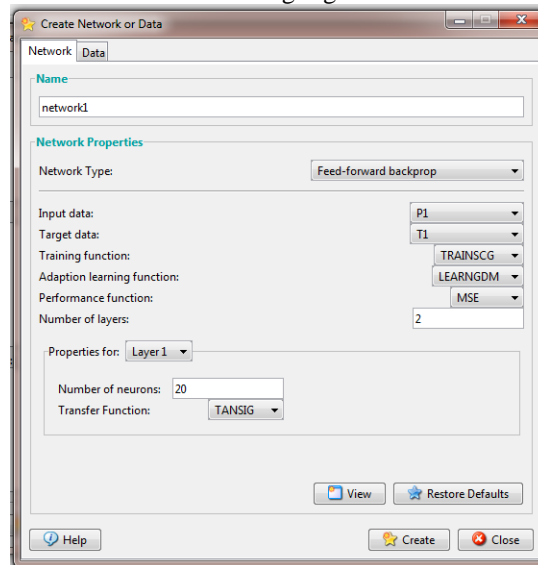 Create Network or Data
Network Data
Name
network1
Network Properties
Network Type: Feed-forward backprop
Input data: P1
Target data: T1
Training function: TRAINSCG
Adaption learning function: LEARNGDM
Performance function: MSE
Number of layers: 2
Properties for: Layer 1
Number of neurons: 20
Transfer Function: TANSIG
View Restore Defaults
Help Create Close